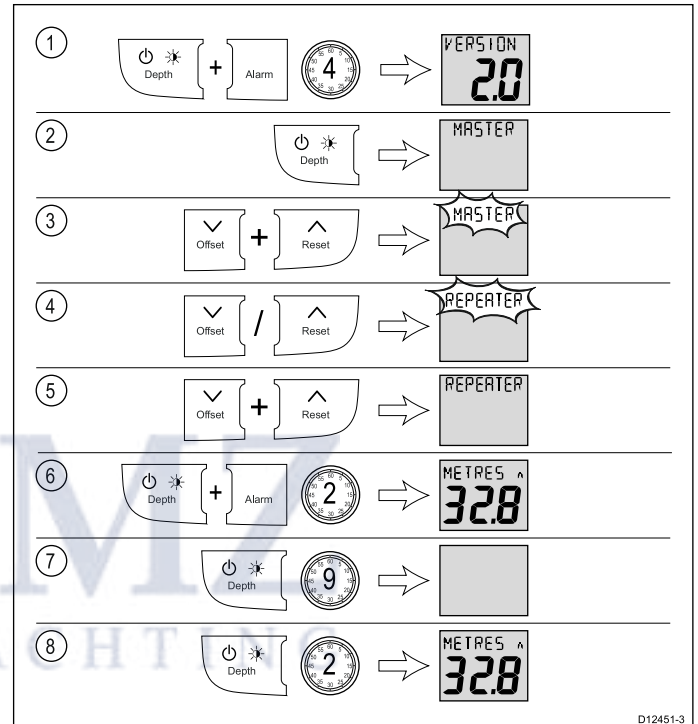 1
Depth + Alarm 4 VERSION 2.0
2
Depth MASTER
3
Offset + Reset MASTER
4
Offset / Reset REPEATER
5
Offset + Reset REPEATER
6
Depth + Alarm 2 METRES 32.8
7
Depth 9
8
Depth 2 METRES 32.8
MZ
ACHTING
D12451-3